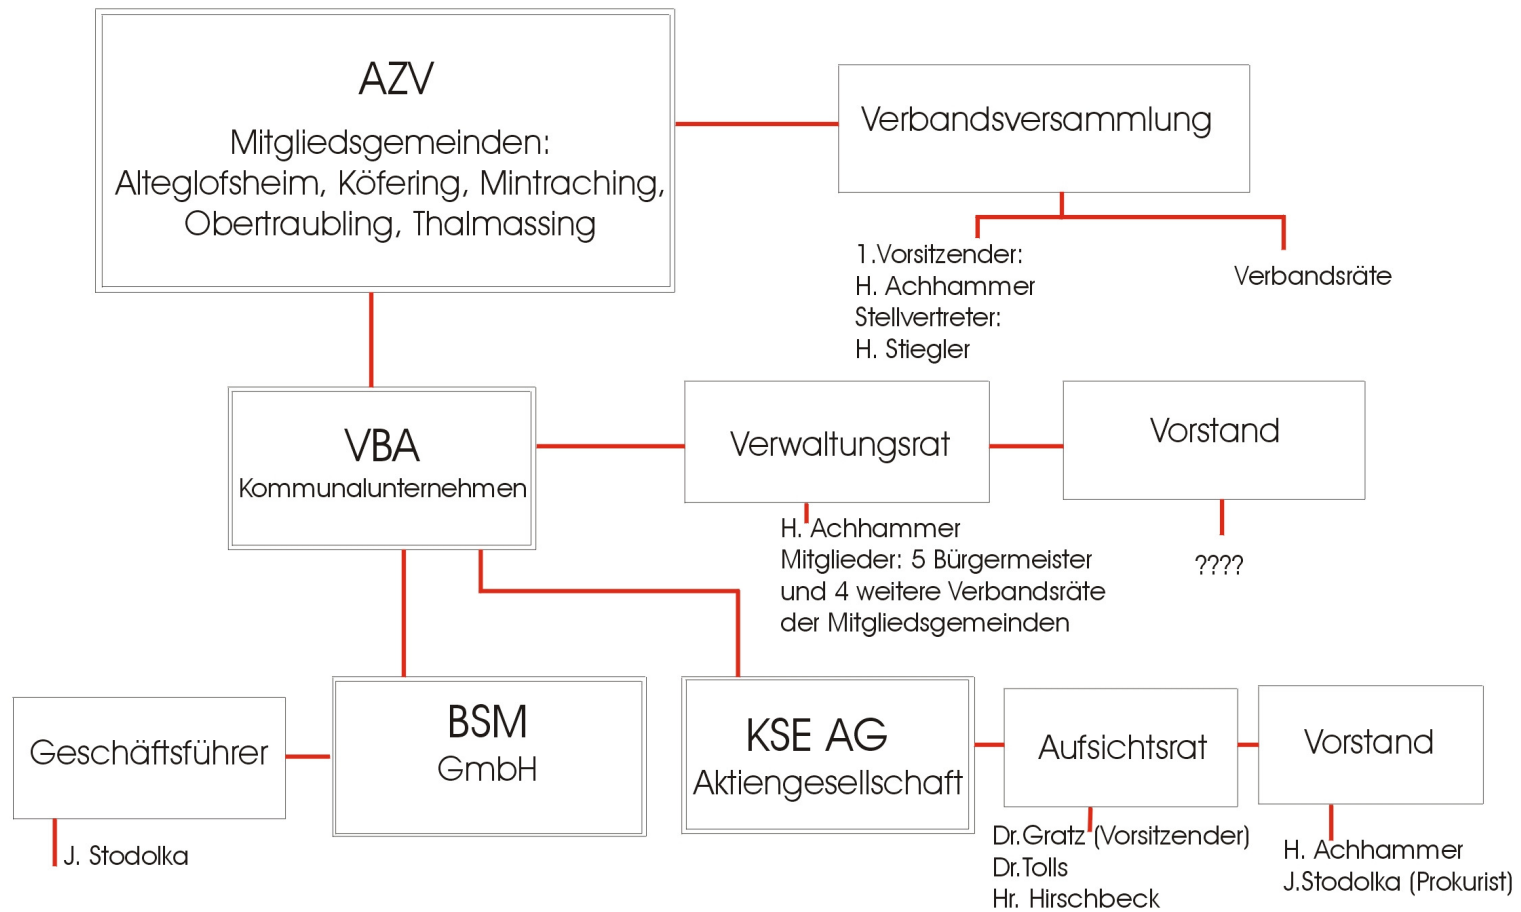 AZV
Mitgliedsgemeinden:
Alteglofsheim, Köfering, Mintraching,
Obertraubling, Thalmassing
Verbandsversammlung
1.Vorsitzender:
H. Achhammer
Stellvertreter:
H. Stiegler
Verbandsräte
VBA
Kommunalunternehmen
Verwaltungsrat
H. Achhammer
Mitglieder: 5 Bürgermeister
und 4 weitere Verbandsräte
der Mitgliedsgemeinden
Vorstand
????
Geschäftsführer
J. Stodolka
BSM
GmbH
KSE AG
Aktiengesellschaft
Aufsichtsrat
Dr.Gratz (Vorsitzender)
Dr.Tolls
Hr. Hirschbeck
Vorstand
H. Achhammer
J.Stodolka (Prokurist)